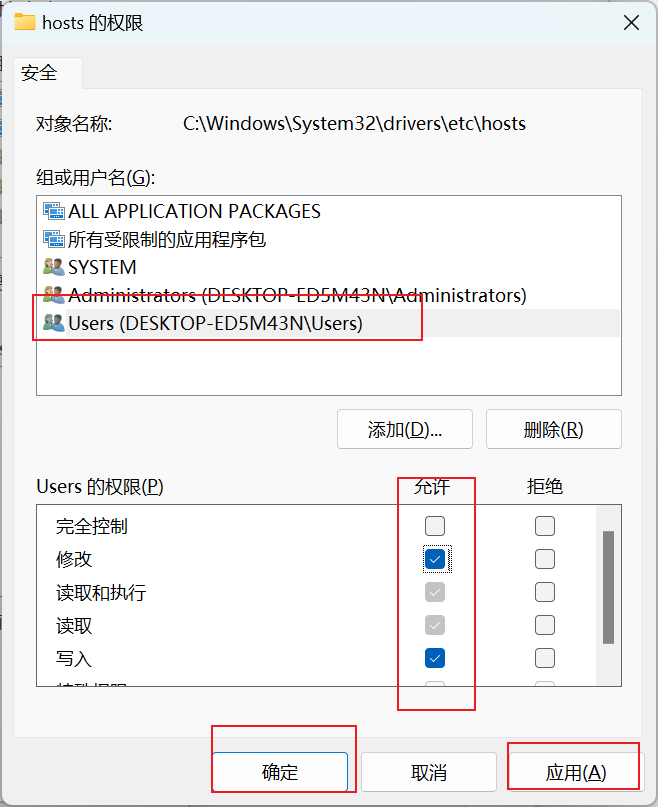 hosts 的权限
安全
对象名称: C:\Windows\System32\drivers\etc\hosts
组或用户名(G):
ALL APPLICATION PACKAGES
所有受限制的应用程序包
SYSTEM
Administrators (DESKTOP-ED5M43N\Administrators)
Users (DESKTOP-ED5M43N\Users)
添加(D)... 删除(R)
Users 的权限(P) 允许 拒绝
完全控制
修改
读取和执行
读取
写入
确定 取消 应用(A)